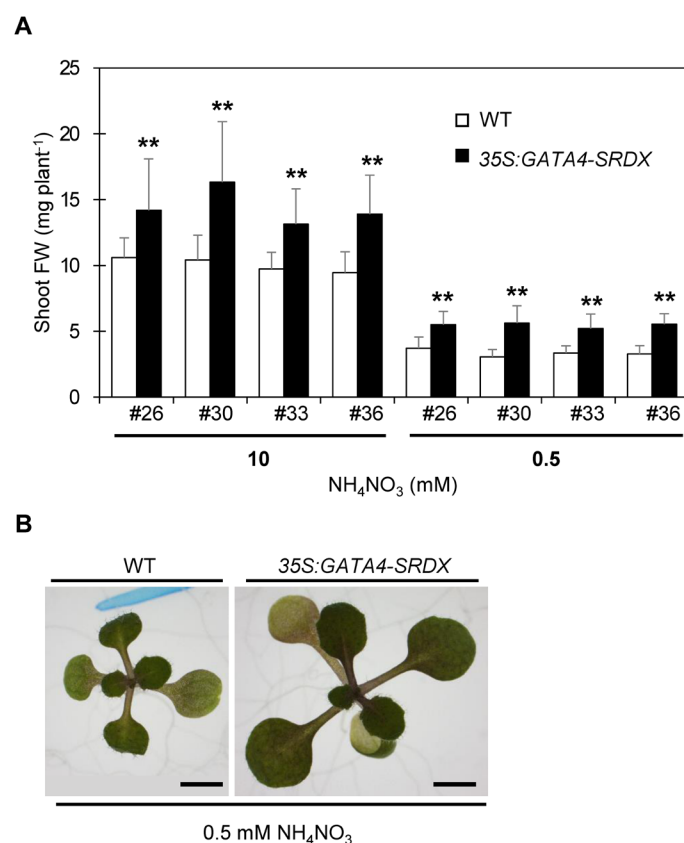 A
25
20
15
10
5
0
Shoot FW (mg plant⁻¹)
WT
35S:GATA4-SRDX
** ** ** ** ** ** ** **
#26 #30 #33 #36 #26 #30 #33 #36
10 0.5
NH₄NO₃ (mM)
B
WT 35S:GATA4-SRDX
0.5 mM NH₄NO₃